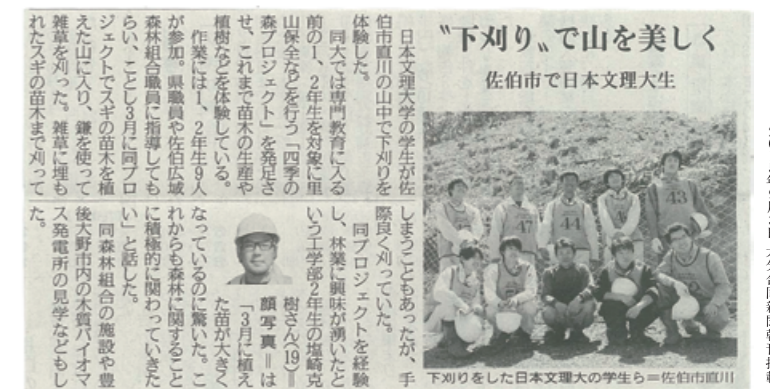 〝下刈り〟で山を美しく
佐伯市で日本文理大生
日本文理大学の学生が佐
伯市直川の山中で下刈りを
体験した。
同大では専門教育に入る
前の1、2年生を対象に里
山保全などを行う「四季の
森プロジェクト」を発足さ
せ、これまで苗木の生産や
植樹などを体験している。
作業には1、2年生9人
が参加。県職員や佐伯広域
森林組合職員に指導しても
らい、ことし3月に同プロ
ジェクトでスギの苗木を植
えた山に入り、鎌を使って
雑草を刈った。雑草に埋も
れたスギの苗木まで刈って
しまうこともあったが、手
際良く刈っていた。
同プロジェクトを経験
し、林業に興味が湧いたと
いう工学部2年生の塩崎克
樹さん(19)=
顔写真=は
「3月に植え
た苗が大きく
なっているのに驚いた。こ
れからも森林に関すること
に積極的に関わっていきた
い」と話した。
同森林組合の施設や豊
後大野市内の木質バイオマ
ス発電所の見学などもし
た。
43
44
47
下刈りをした日本文理大の学生ら=佐伯市直川